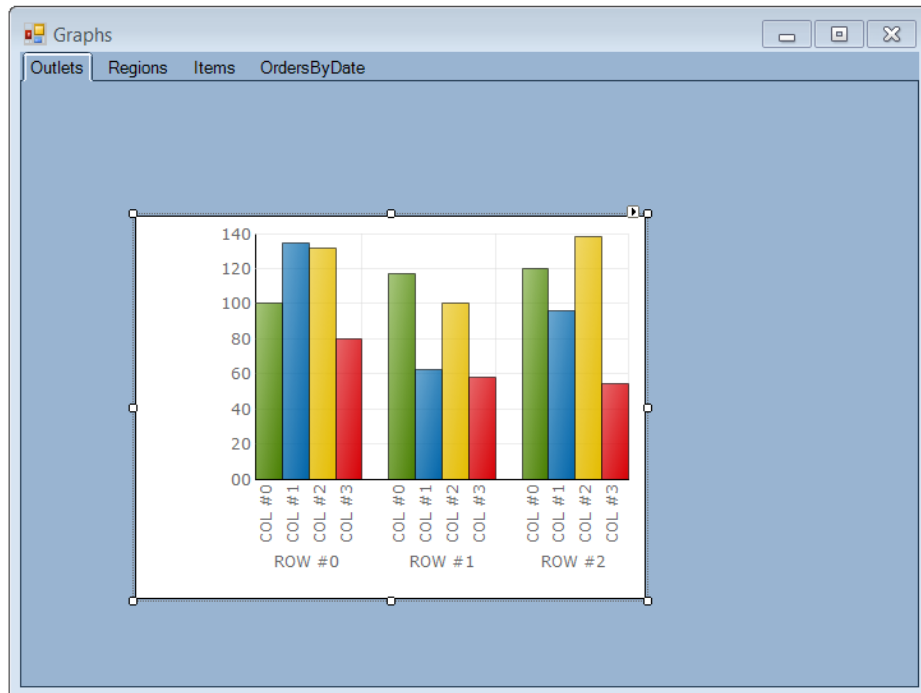 Graphs
Outlets Regions Items OrdersByDate
140
120
100
80
60
40
20
00
COL #0 COL #1 COL #2 COL #3 COL #0 COL #1 COL #2 COL #3 COL #0 COL #1 COL #2 COL #3
ROW #0 ROW #1 ROW #2